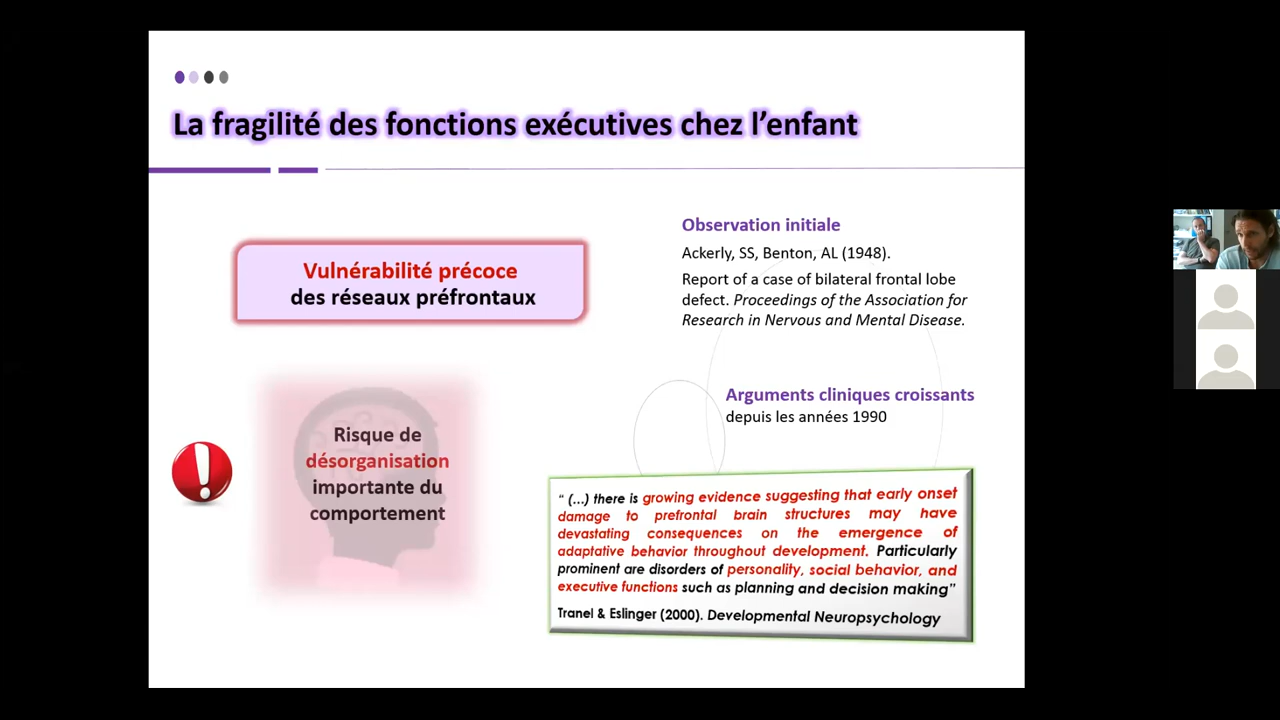 La fragilité des fonctions exécutives chez l’enfant
Vulnérabilité précoce
des réseaux préfrontaux
Risque de
désorganisation
importante du
comportement
Observation initiale
Ackerly, SS, Benton, AL (1948).
Report of a case of bilateral frontal lobe
defect. Proceedings of the Association for
Research in Nervous and Mental Disease.
Arguments cliniques croissants
depuis les années 1990
“ (...) there is growing evidence suggesting that early onset
damage to prefrontal brain structures may have
devastating consequences on the emergence of
adaptative behavior throughout development. Particularly
prominent are disorders of personality, social behavior, and
executive functions such as planning and decision making”
Tranel & Eslinger (2000). Developmental Neuropsychology